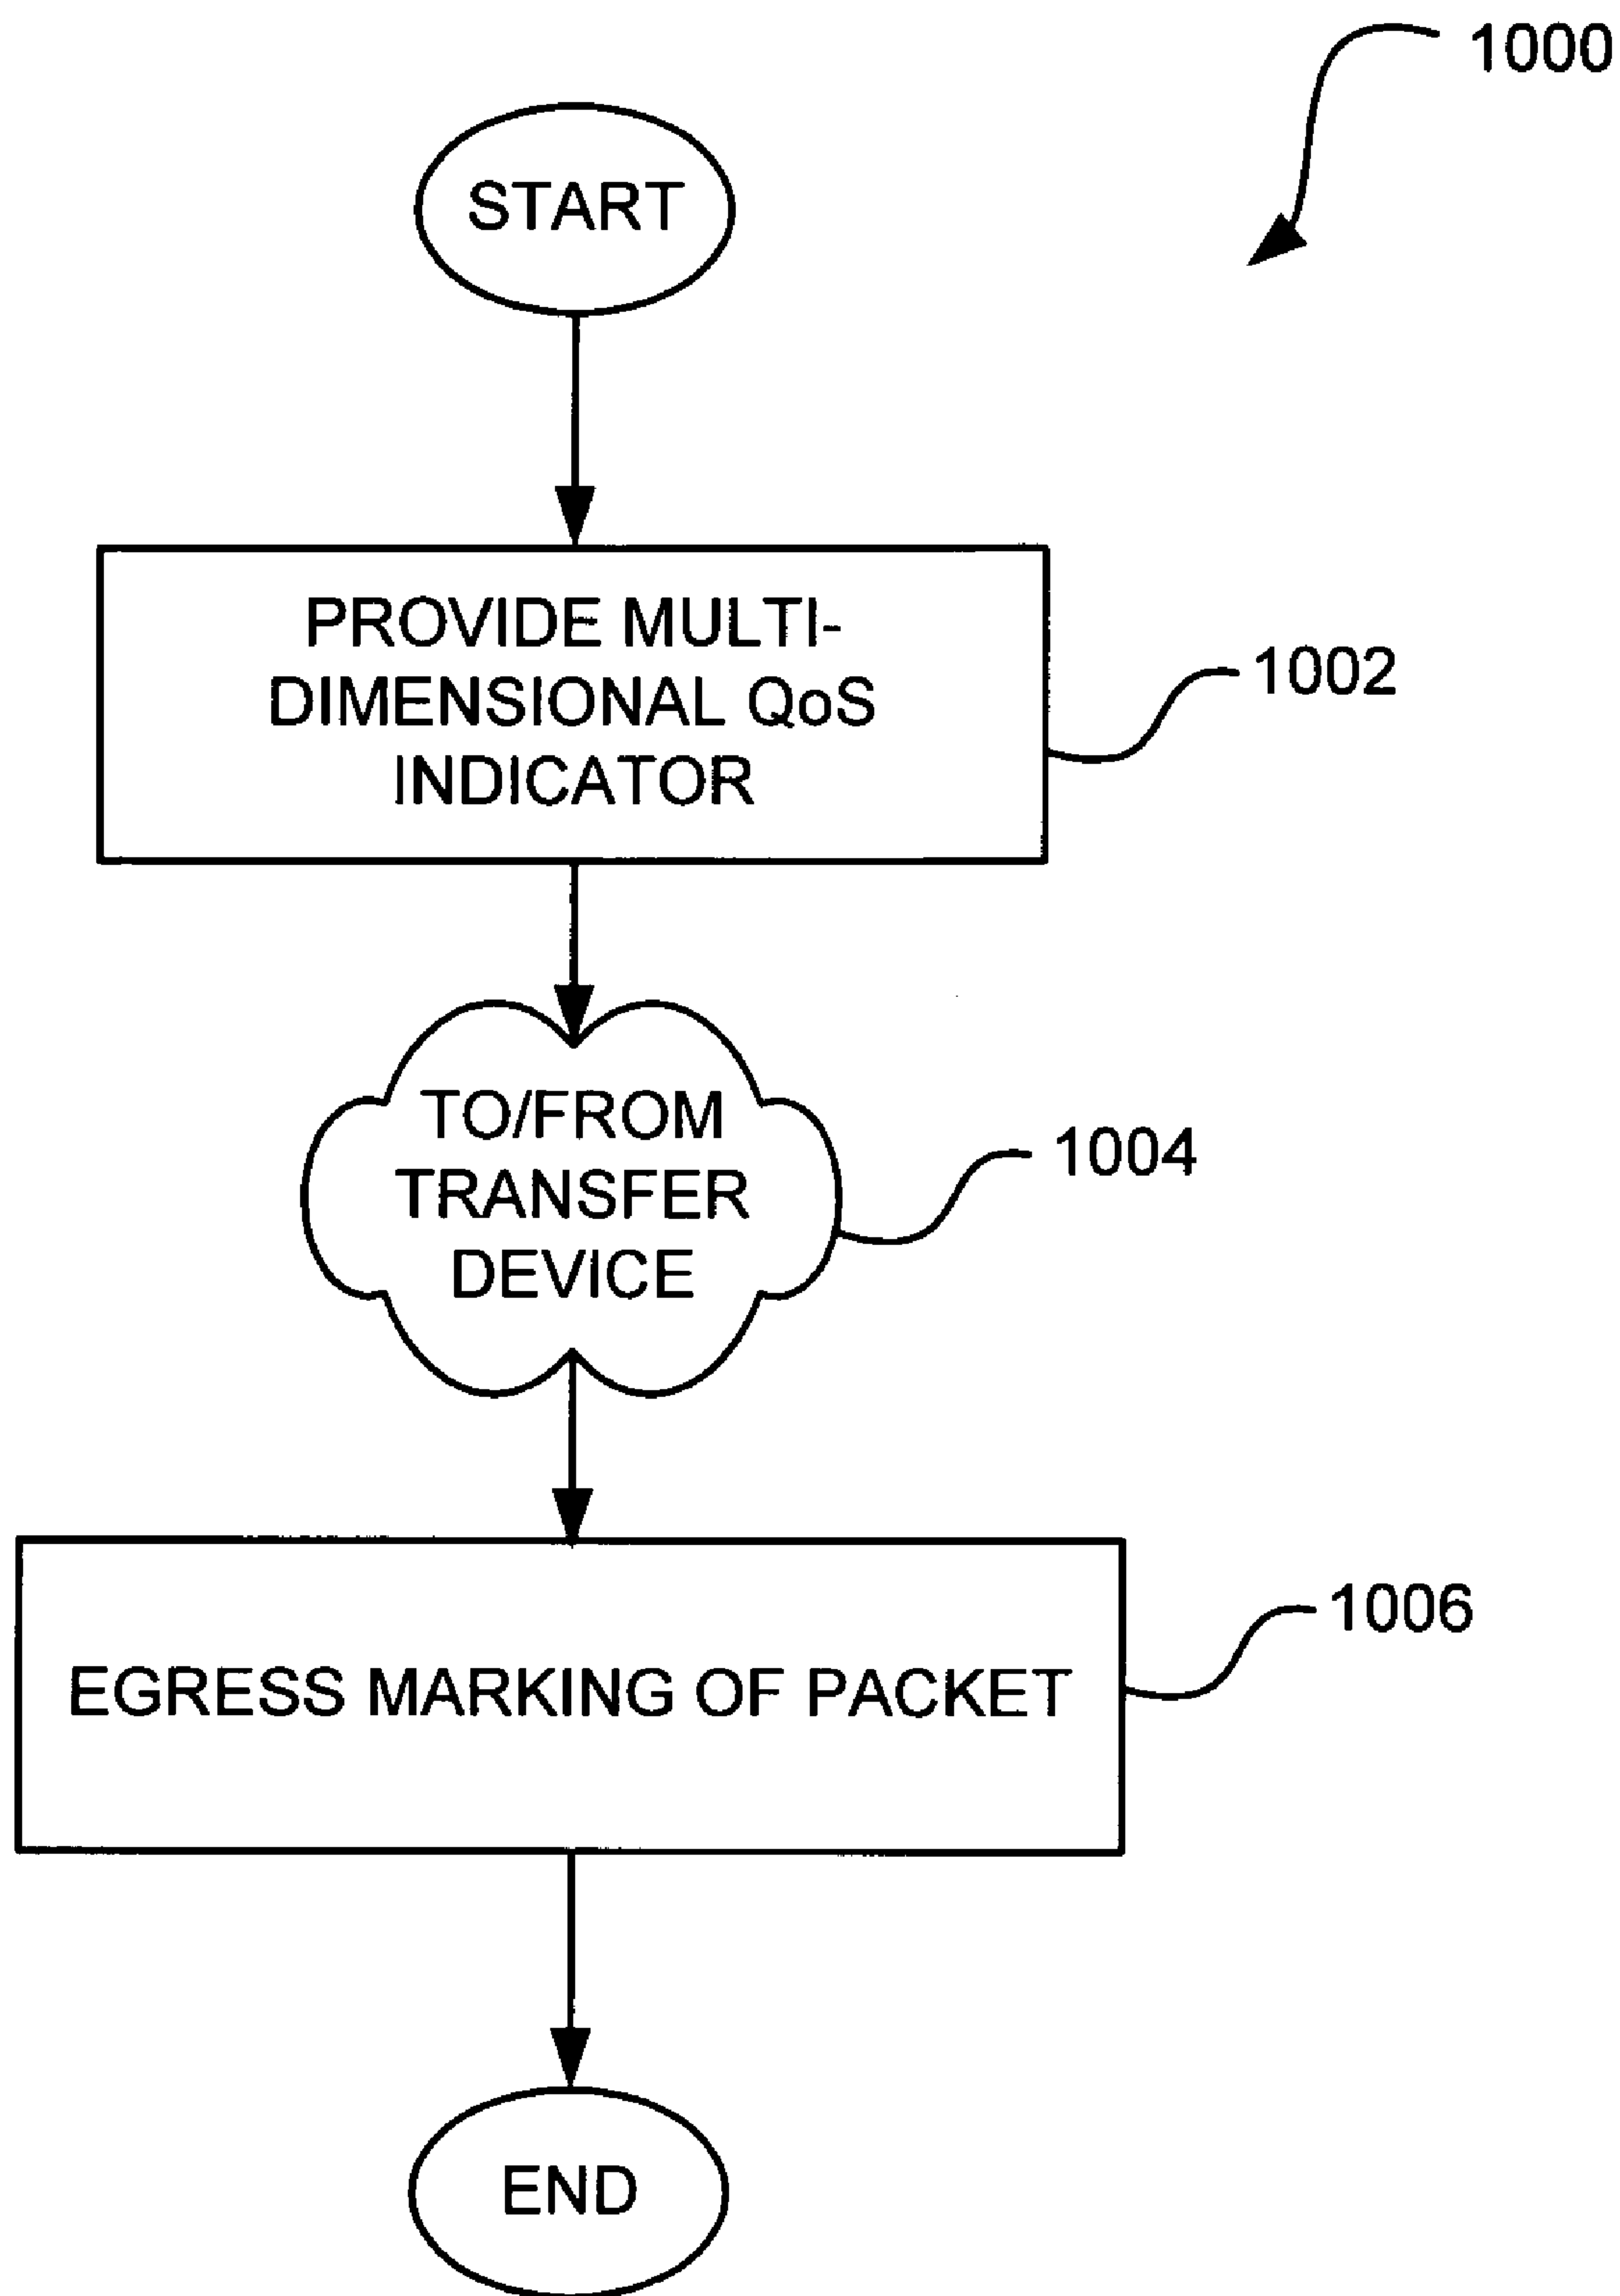 1000
START
PROVIDE MULTI-
DIMENSIONAL QoS
INDICATOR
1002
TO/FROM
TRANSFER
DEVICE
1004
1006
EGRESS MARKING OF PACKET
END